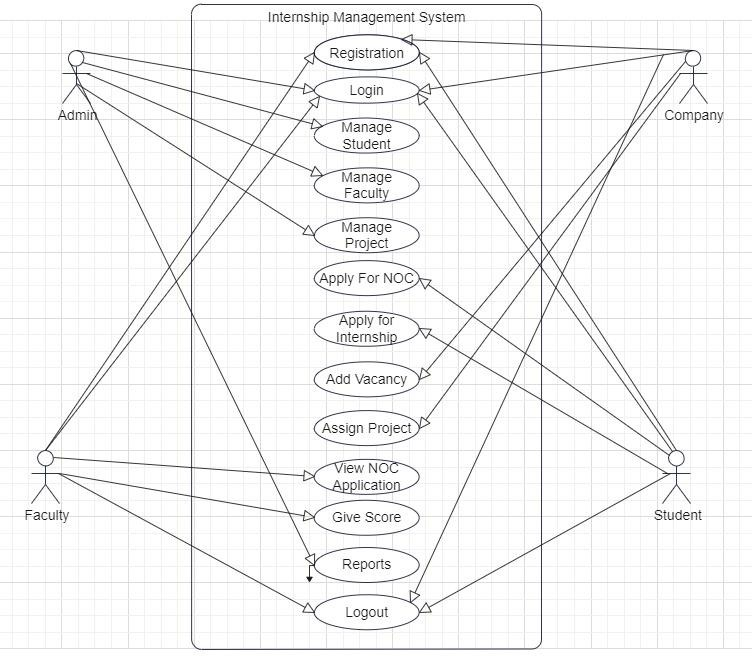 Internship Management System
Registration
Login
Manage
Student
Manage
Faculty
Manage
Project
Apply For NOC
Apply for
Internship
Add Vacancy
Assign Project
View NOC
Application
Give Score
Reports
Logout
Admin
Company
Faculty
Student